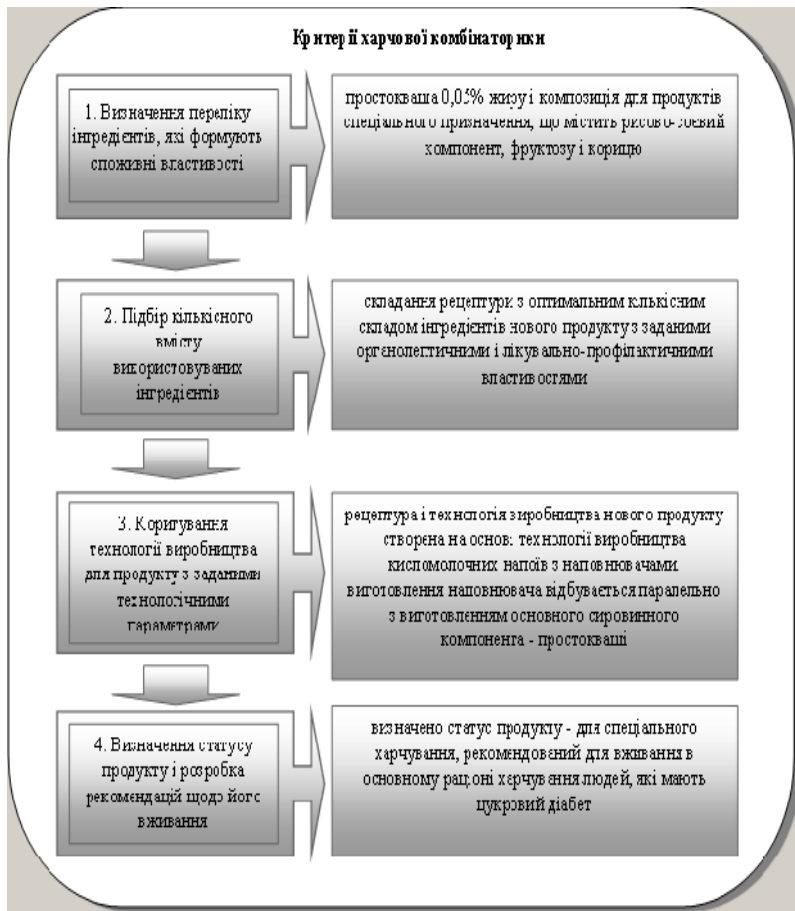 Критерії харчової комбінаторики
1. Визначення переліку
інгредієнтів, які формують
споживні властивості
простокваша 0,05% жиру і композиція для продуктів
спеціального призначення, що містить рисово-соєвий
компонент, фруктозу і корицю
2. Підбір кількісного
вмісту
використовуваних
інгредієнтів
складання рецептури з оптимальним кількісним
складом інгредієнтів нового продукту з заданими
органолептичними і лікувально-профілактичними
властивостями
3. Коригування
технології виробництва
для продукту з заданими
технологічними
параметрами
рецептура і технологія виробництва нового продукту
створена на основі технології виробництва
кисломолочних напоїв з наповнювачами.
виготовлення наповнювача відбувається паралельно
з виготовленням основного сировинного
компонента - простокваші
4. Визначення статусу
продукту і розробка
рекомендацій щодо його
вживання
визначено статус продукту - для спеціального
харчування, рекомендований для вживання в
основному раціоні харчування людей, які мають
цукровий діабет